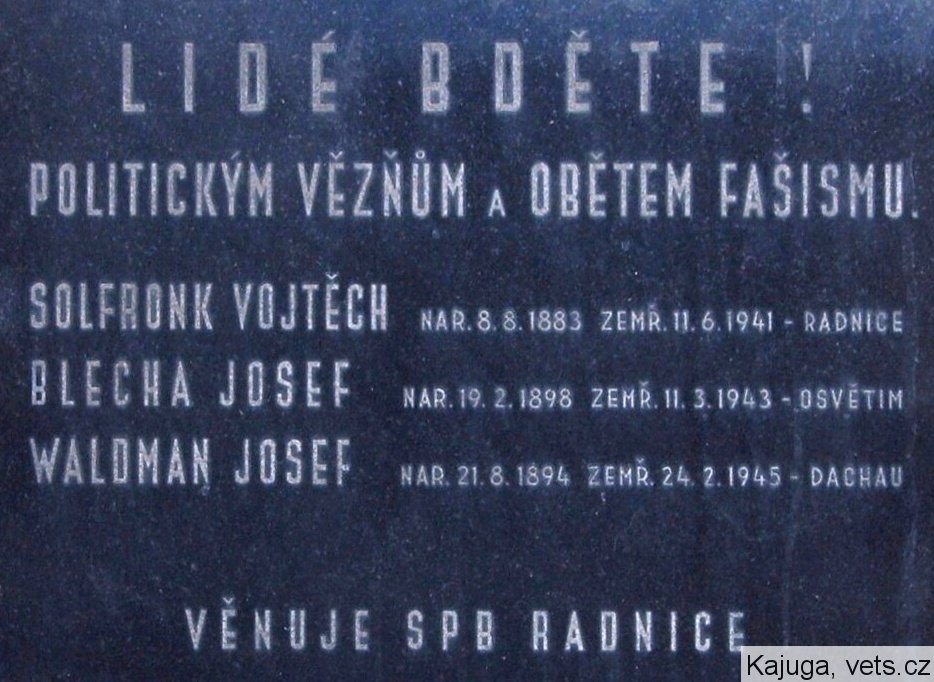 LIDÉ BDĚTE !
POLITICKÝM VĚZŇŮM A OBĚTEM FAŠISMU.
SOLFRONK VOJTĚCH NAR. 8. 8. 1883 ZEMŘ. 11. 6. 1941 - RADNICE
BLECHA JOSEF NAR. 19. 2. 1898 ZEMŘ. 11. 3. 1943 - OSVĚTIM
WALDMAN JOSEF NAR. 21. 8. 1894 ZEMŘ. 24. 2. 1945 - DACHAU
VĚNUJE SPB RADNICE
Kajuga, vets.cz